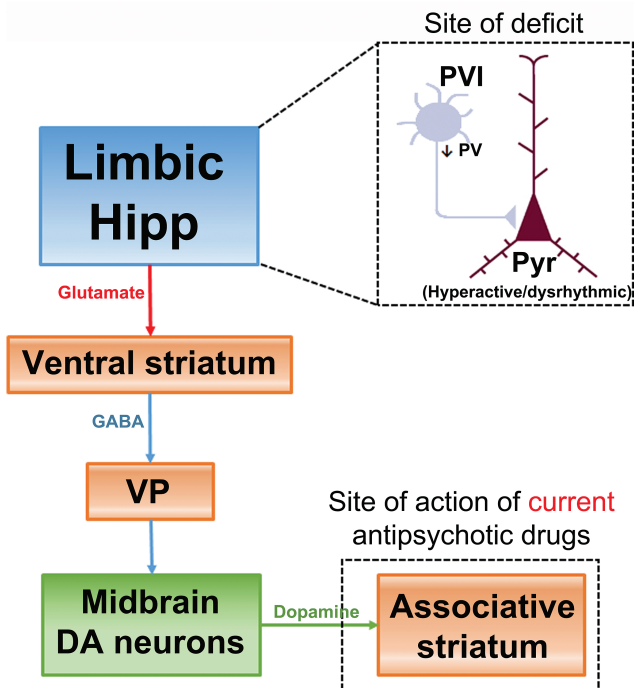 Site of deficit
PVI
↓ PV
Pyr
(Hyperactive/dysrhythmic)
Limbic
Hipp
Glutamate
Ventral striatum
GABA
VP
Site of action of current
antipsychotic drugs
Midbrain
DA neurons
Dopamine
Associative
striatum